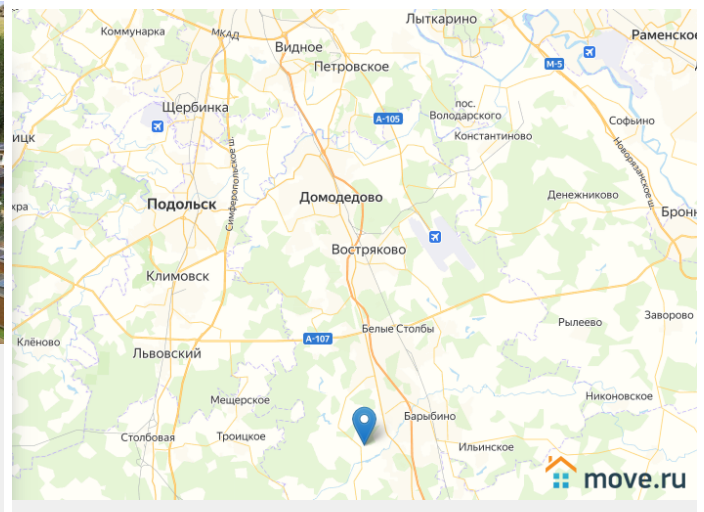 Лыткарино
Коммунарка
МКАД
Раменское
Видное
Петровское
М-5
Щербинка
пос.
Володарского
А-105
Софьино
Константиново
Новорязанское ш.
Симферопольское ш.
Подольск
Домодедово
Денежниково
Востряково
Климовск
Заворово
Рылеево
Белые Столбы
А-107
Клёново
Львовский
Мещерское
Никоновское
Барыбино
Столбовая
Троицкое
Ильинское
move.ru